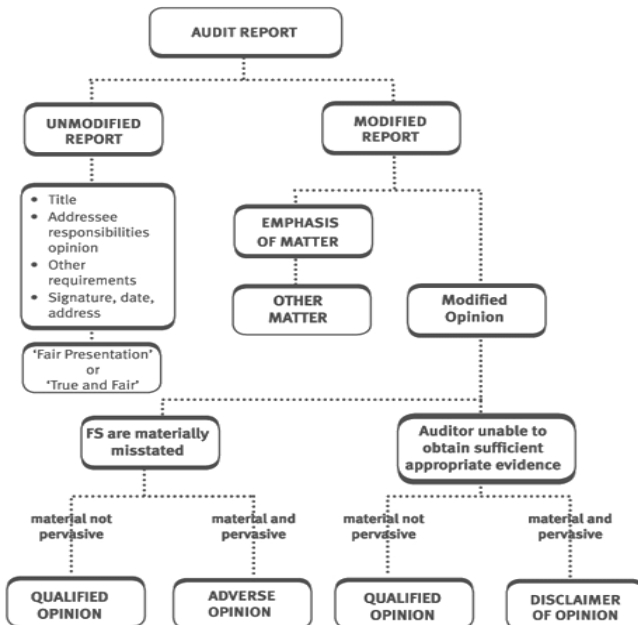 AUDIT REPORT
UNMODIFIED
REPORT
MODIFIED
REPORT
• Title
• Addressee
responsibilities
opinion
• Other
requirements
• Signature, date,
address
EMPHASIS
OF MATTER
OTHER
MATTER
Modified
Opinion
'Fair Presentation'
or
'True and Fair'
FS are materially
misstated
Auditor unable to
obtain sufficient
appropriate evidence
material not
pervasive
material and
pervasive
material not
pervasive
material and
pervasive
QUALIFIED
OPINION
ADVERSE
OPINION
QUALIFIED
OPINION
DISCLAIMER
OF OPINION